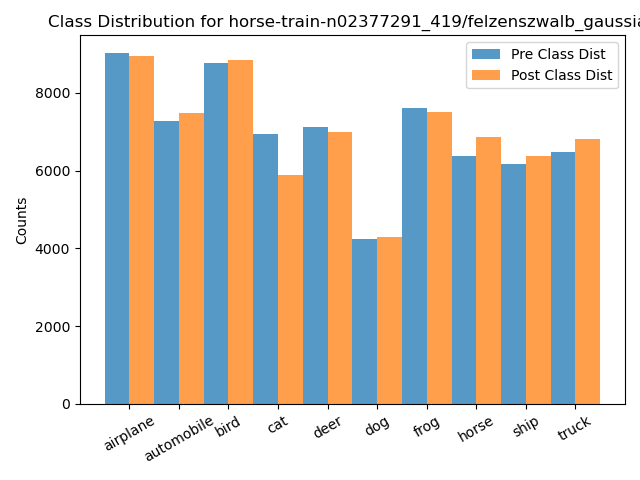 Class Distribution for horse-train-n02377291_419/felzenszwalb_gaussia
Pre Class Dist
Post Class Dist
Counts
8000
6000
4000
2000
0
airplane
automobile
bird
cat
deer
dog
frog
horse
ship
truck